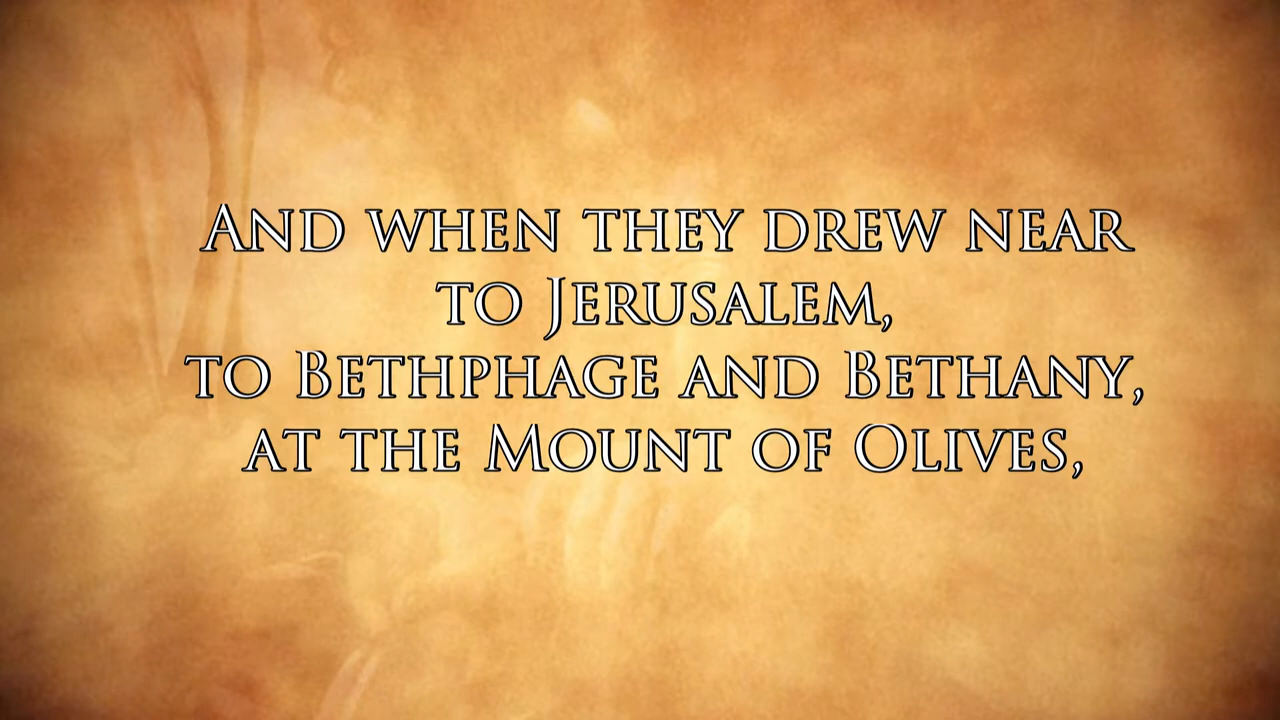 And when they drew near
to Jerusalem,
to Bethphage and Bethany,
at the Mount of Olives,